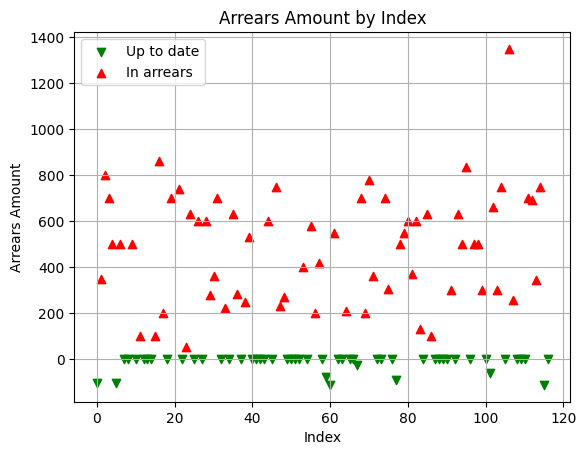 Arrears Amount by Index
Up to date
In arrears
Arrears Amount
1400
1200
1000
800
600
400
200
0
0 20 40 60 80 100 120
Index